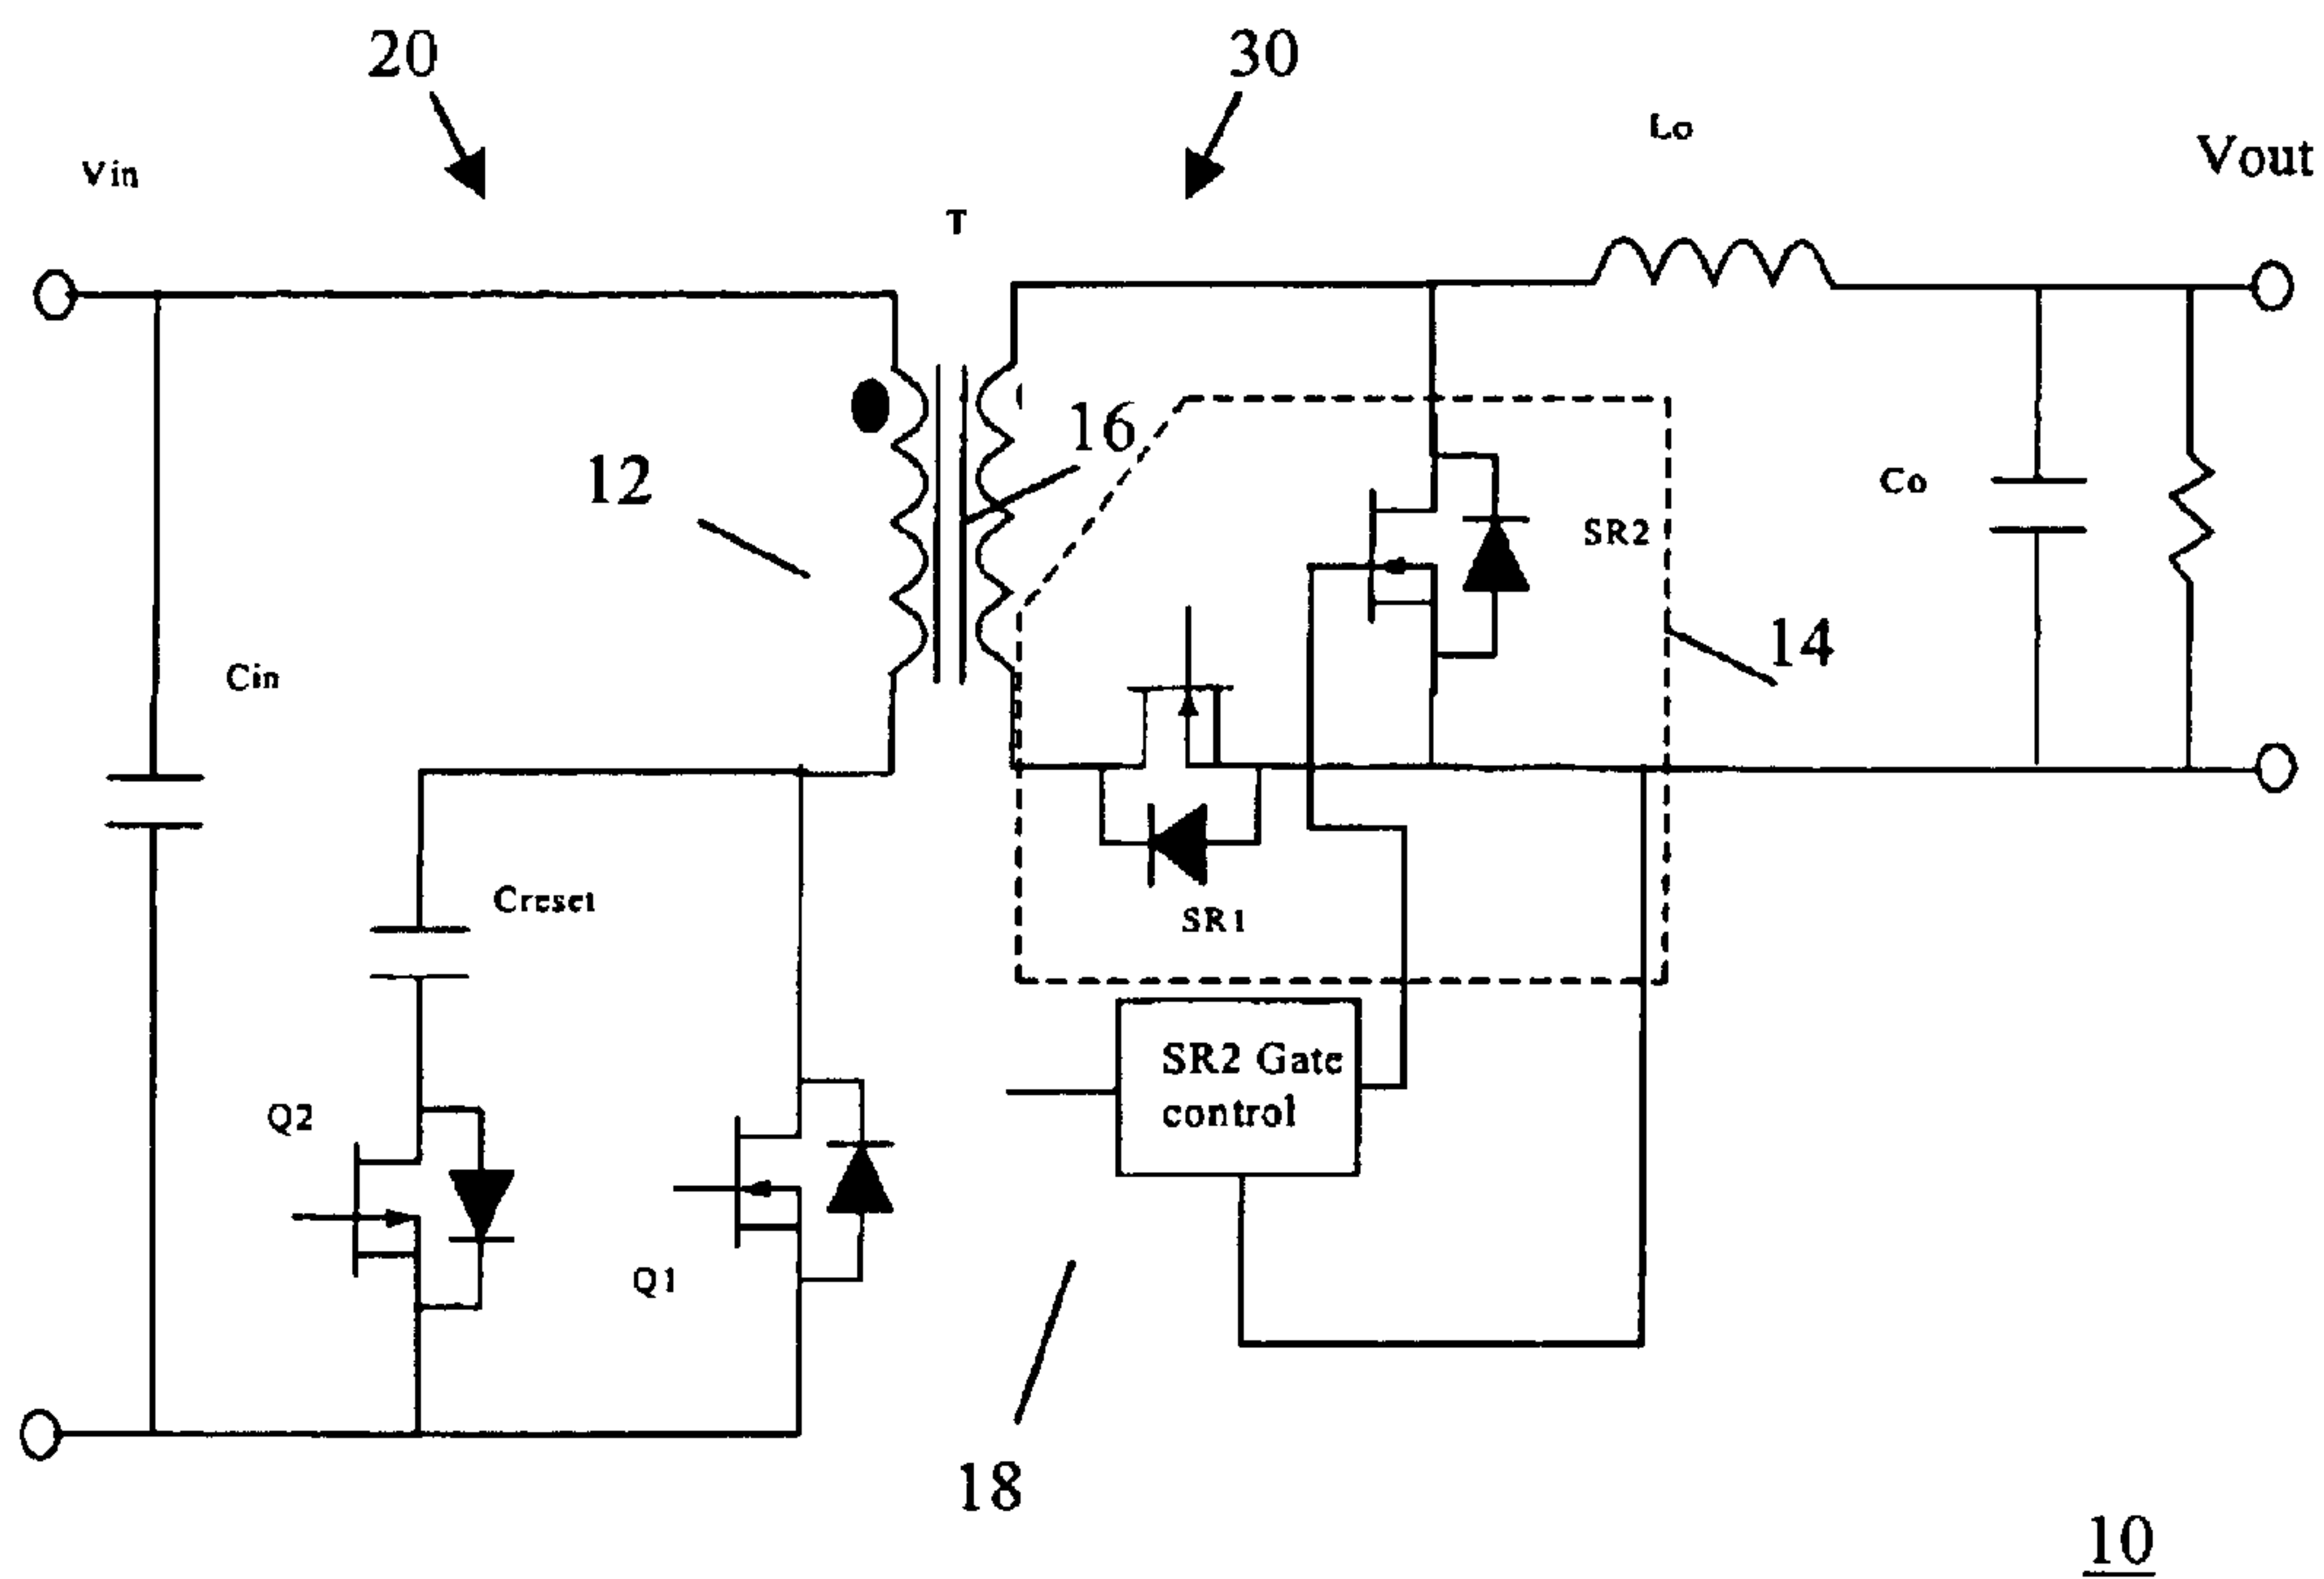 20
30
Lo
Vin
Vout
T
16
12
Co
SR2
14
Cin
Creset
SR1
SR2 Gate
control
Q2
Q1
18
10